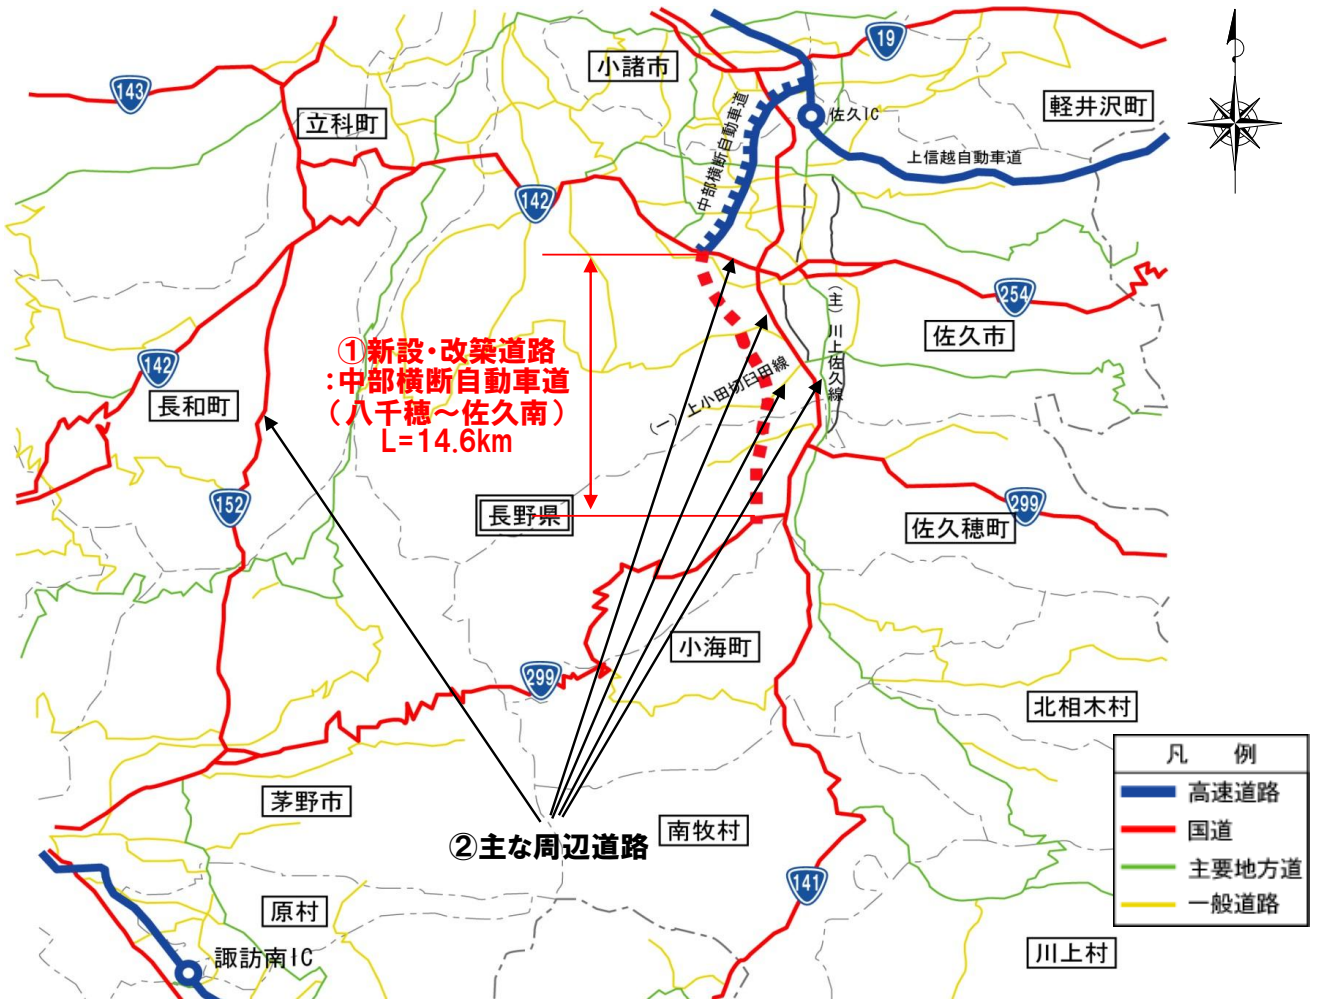 19
小諸市
143
軽井沢町
立科町
佐久IC
中部横断自動車道
上信越自動車道
142
254
(主)川上佐久線
佐久市
①新設・改築道路
:中部横断自動車道
(八千穂～佐久南)
L=14.6km
142
長和町
(一)上小田切臼田線
152
長野県
299
佐久穂町
小海町
299
北相木村
凡 例
高速道路
国道
主要地方道
一般道路
茅野市
南牧村
②主な周辺道路
141
原村
川上村
諏訪南IC